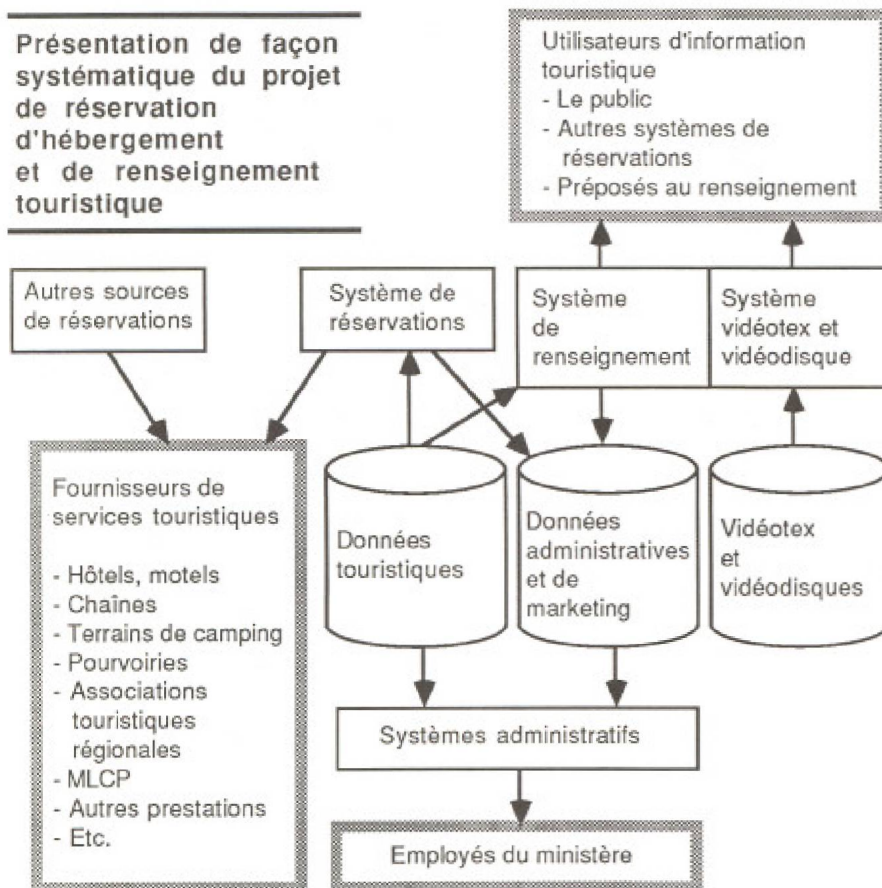 Présentation de façon
systématique du projet
de réservation
d'hébergement
et de renseignement
touristique
Utilisateurs d'information
touristique
- Le public
- Autres systèmes de
réservations
- Préposés au renseignement
Autres sources
de réservations
Système de
réservations
Système
de
renseignement
Système
vidéotex et
vidéodisque
Fournisseurs de
services touristiques
- Hôtels, motels
- Chaînes
- Terrains de camping
- Pourvoiries
- Associations
touristiques
régionales
- MLCP
- Autres prestations
- Etc.
Données
touristiques
Données
administratives
et de
marketing
Vidéotex
et
vidéodisques
Systèmes administratifs
Employés du ministère